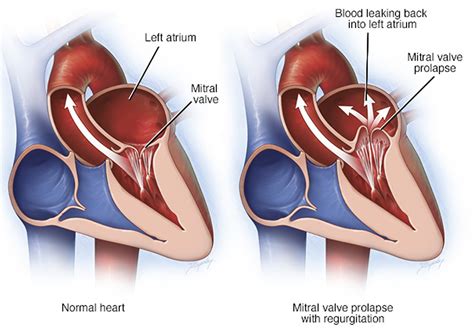 Left atrium
Mitral
valve
Normal heart
Blood leaking back
into left atrium
Mitral valve
prolapse
Mitral valve prolapse
with regurgitation